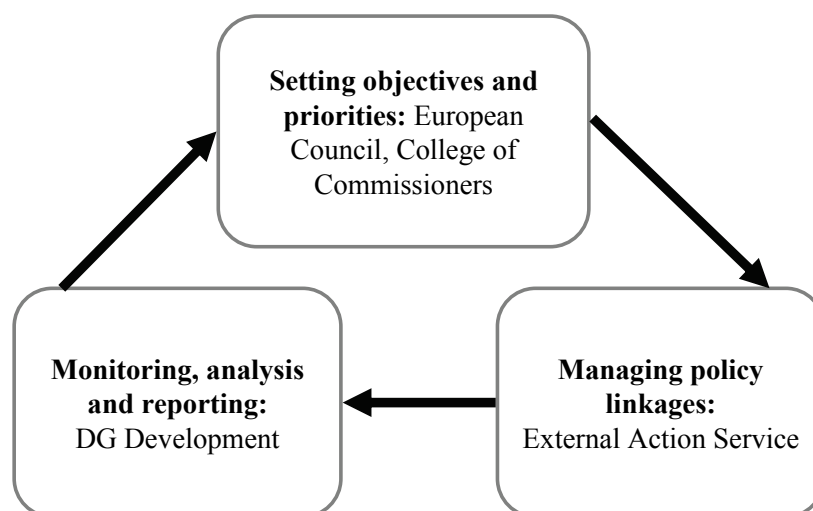 Setting objectives and
priorities: European
Council, College of
Commissioners
Monitoring, analysis
and reporting:
DG Development
Managing policy
linkages:
External Action Service